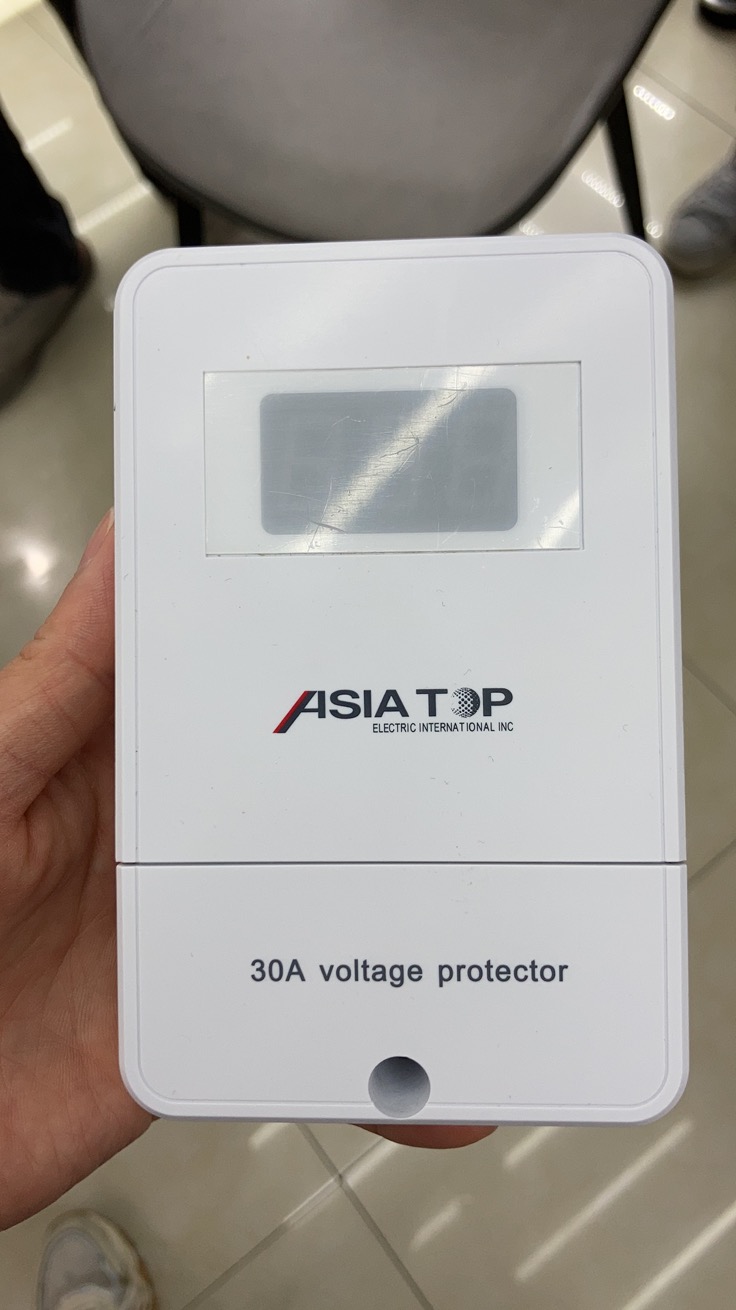 ASIA TOP
ELECTRIC INTERNATIONAL INC
30A voltage protector